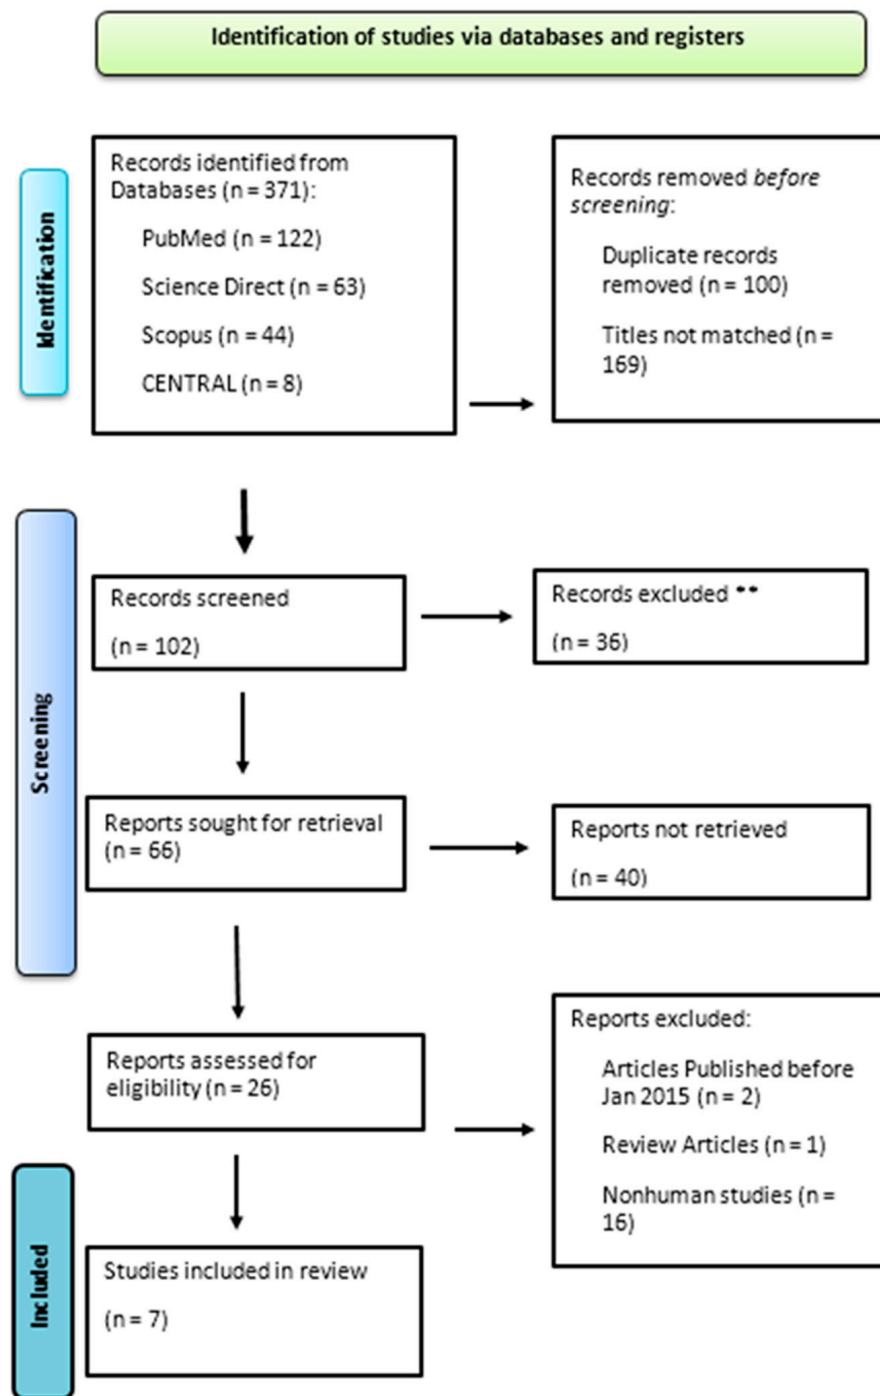 Identification of studies via databases and registers
Identification
Records identified from
Databases (n = 371):
PubMed (n = 122)
Science Direct (n = 63)
Scopus (n = 44)
CENTRAL (n = 8)
Records removed before
screening:
Duplicate records
removed (n = 100)
Titles not matched (n =
169)
Screening
Records screened
(n = 102)
Records excluded **
(n = 36)
Reports sought for retrieval
(n = 66)
Reports not retrieved
(n = 40)
Reports assessed for
eligibility (n = 26)
Reports excluded:
Articles Published before
Jan 2015 (n = 2)
Review Articles (n = 1)
Nonhuman studies (n =
16)
Included
Studies included in review
(n = 7)